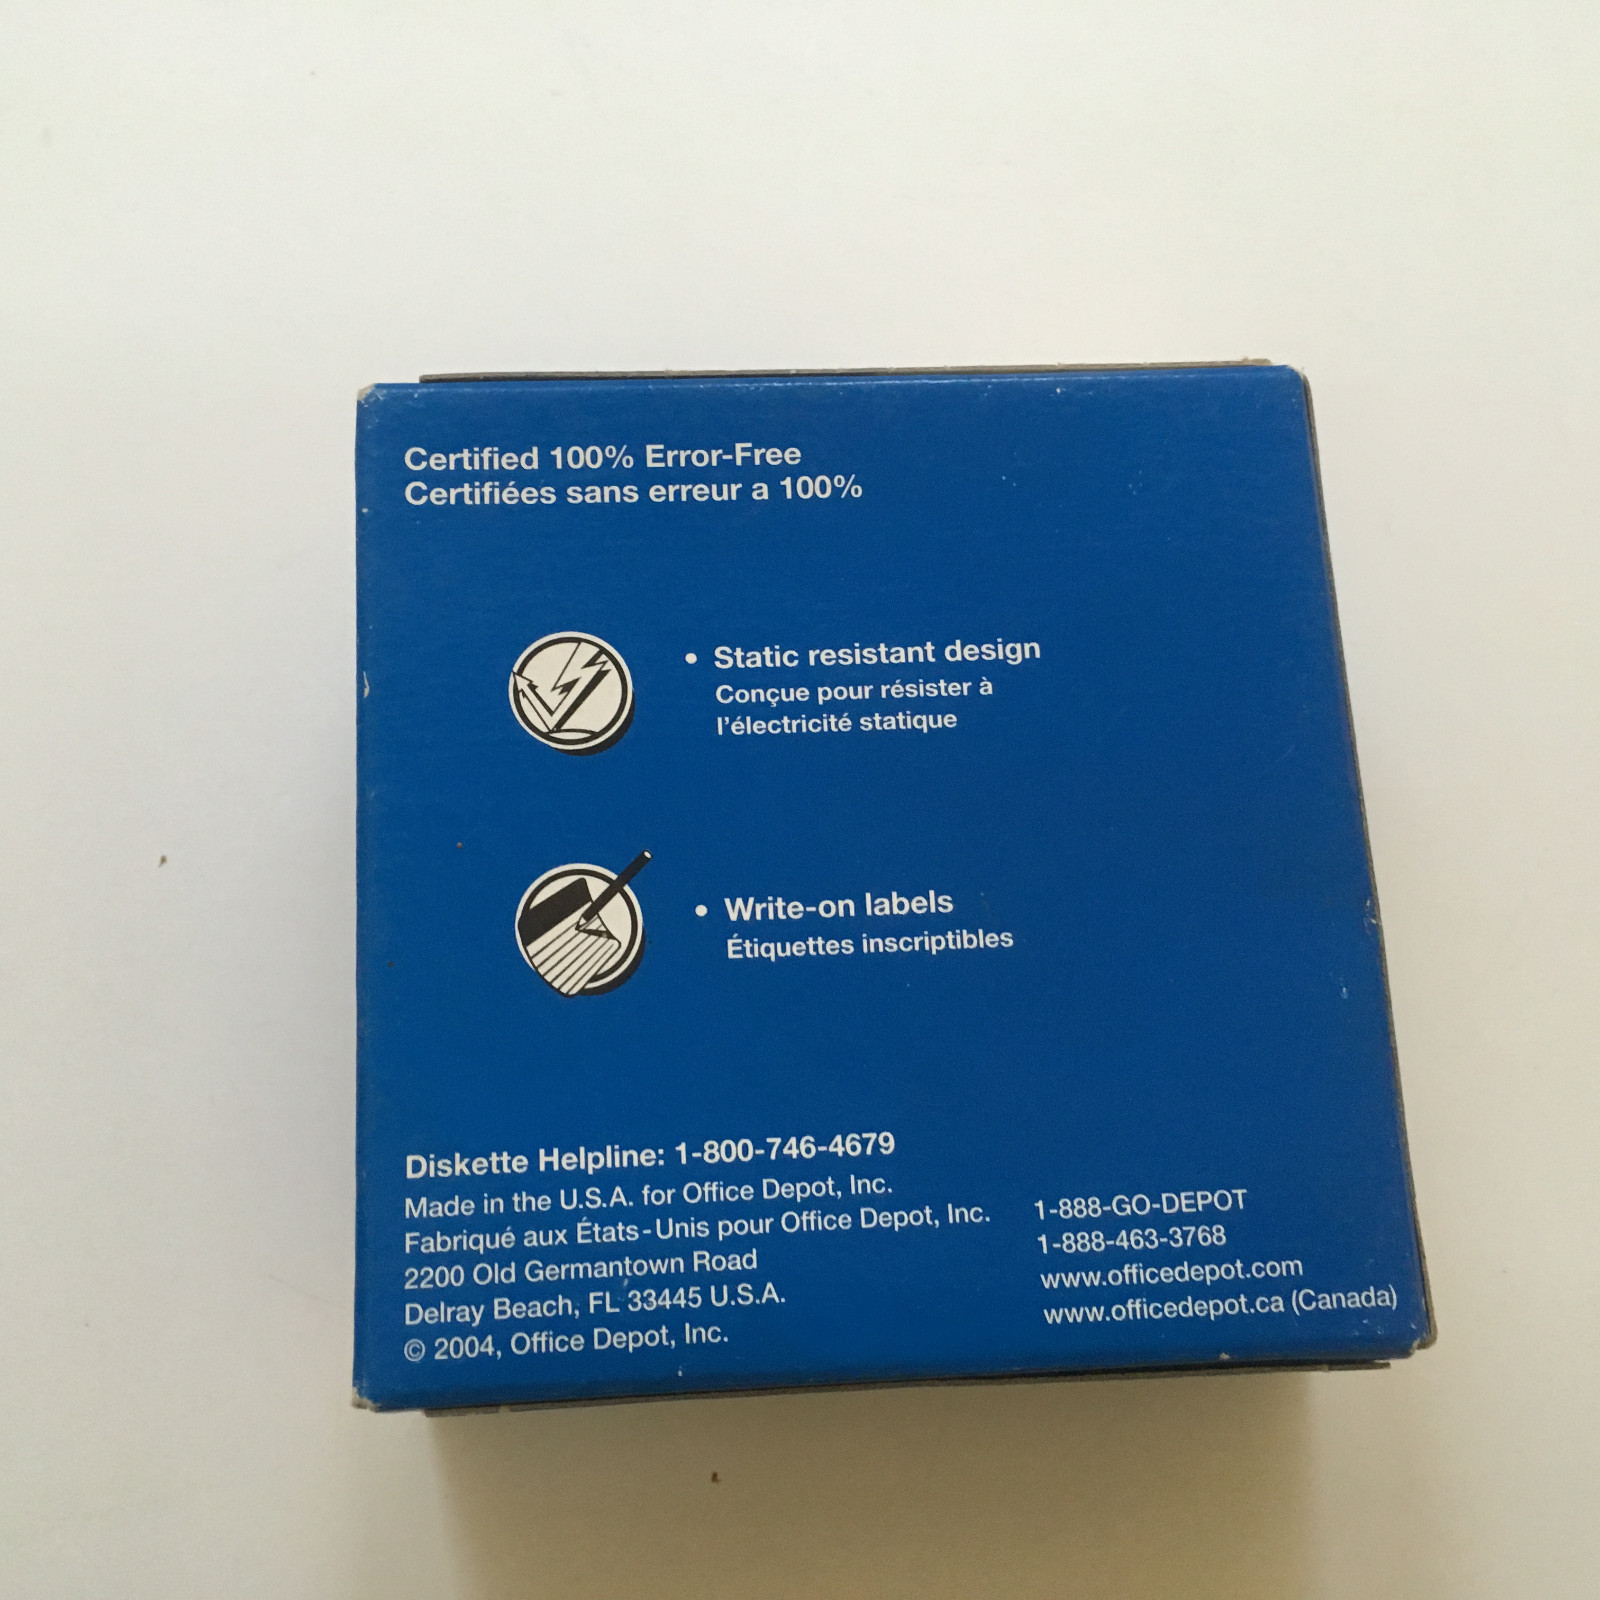 Certified 100% Error-Free
Certifiées sans erreur a 100%
• Static resistant design
Conçue pour résister à
l'électricité statique
• Write-on labels
Étiquettes inscriptibles
Diskette Helpline: 1-800-746-4679
Made in the U.S.A. for Office Depot, Inc.
Fabriqué aux États-Unis pour Office Depot, Inc.
2200 Old Germantown Road
Delray Beach, FL 33445 U.S.A.
© 2004, Office Depot, Inc.
1-888-GO-DEPOT
1-888-463-3768
www.officedepot.com
www.officedepot.ca (Canada)